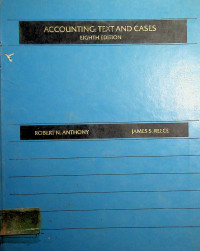 ACCOUNTING: TEXT AND CASES
EIGHTH EDITION
ROBERT N. ANTHONY
JAMES S. REECE